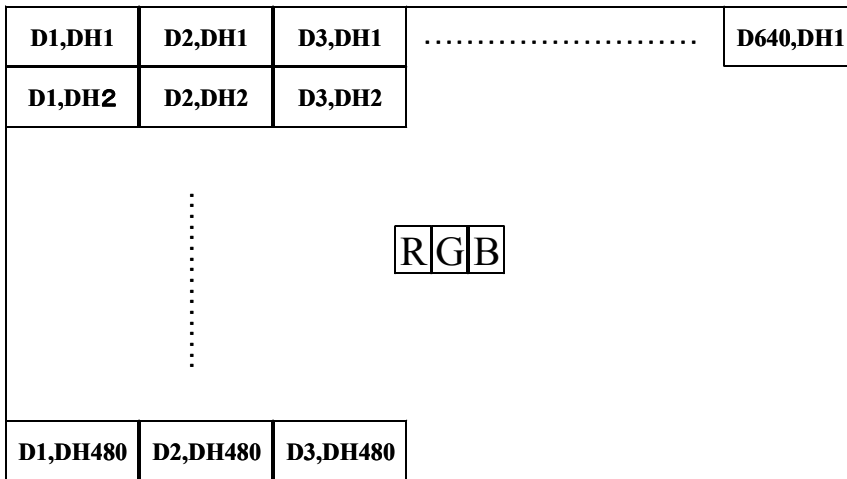 D1,DH1 D2,DH1 D3,DH1 .......................... D640,DH1
D1,DH2 D2,DH2 D3,DH2
R G B
D1,DH480 D2,DH480 D3,DH480